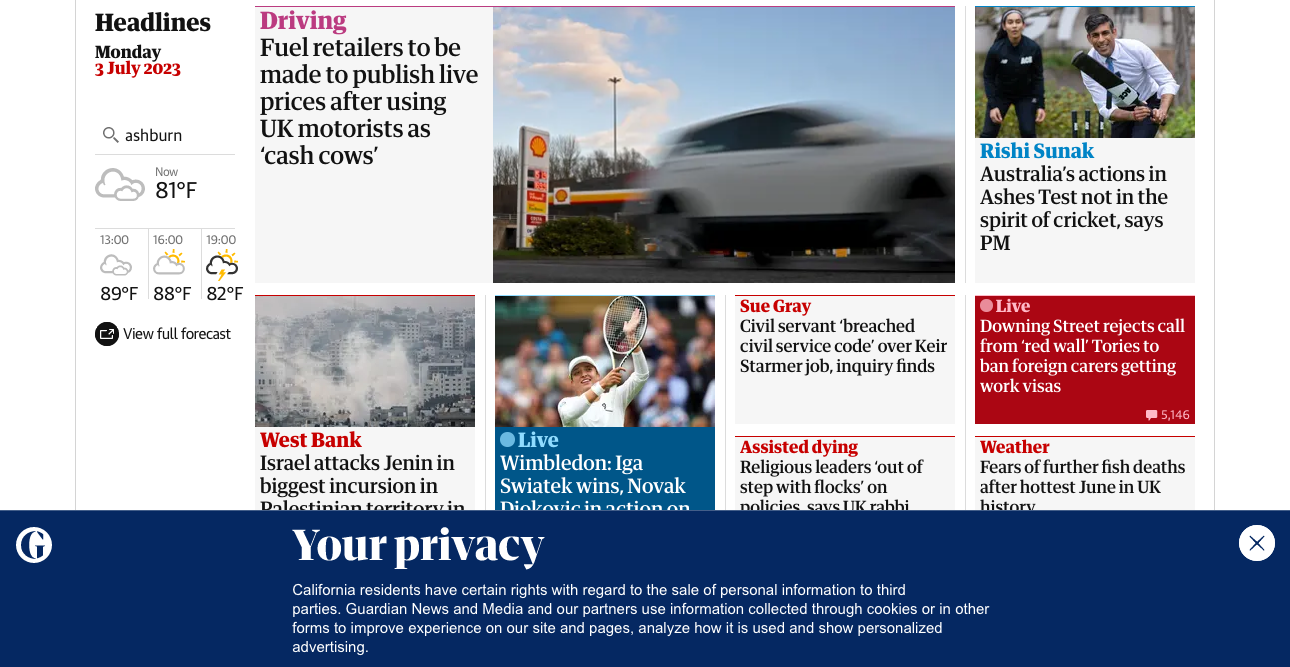 Headlines
Monday
3 July 2023
ashburn
Now
81°F
13:00
16:00
19:00
89°F
88°F
82°F
View full forecast
Driving
Fuel retailers to be
made to publish live
prices after using
UK motorists as
‘cash cows’
Rishi Sunak
Australia’s actions in
Ashes Test not in the
spirit of cricket, says
PM
West Bank
Israel attacks Jenin in
biggest incursion in
Palestinian territory in
Live
Wimbledon: Iga
Swiatek wins, Novak
Djokovic in action on
Sue Gray
Civil servant ‘breached
civil service code’ over Keir
Starmer job, inquiry finds
Live
Downing Street rejects call
from ‘red wall’ Tories to
ban foreign carers getting
work visas
5,146
Assisted dying
Religious leaders ‘out of
step with flocks’ on
policies, says UK rabbi
Weather
Fears of further fish deaths
after hottest June in UK
history
G
Your privacy
California residents have certain rights with regard to the sale of personal information to third
parties. Guardian News and Media and our partners use information collected through cookies or in other
forms to improve experience on our site and pages, analyze how it is used and show personalized
advertising.